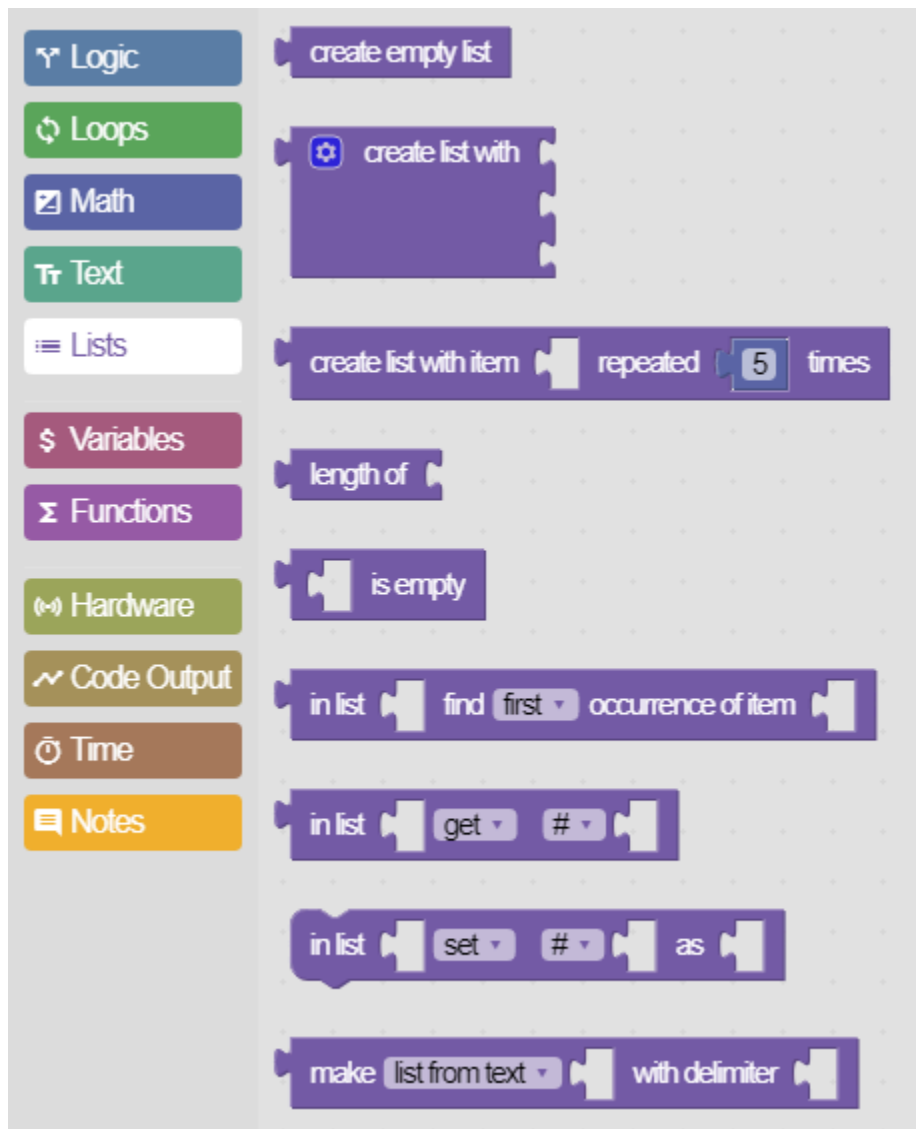 Logic
Loops
Math
Tт Text
Lists
$ Variables
Σ Functions
Hardware
Code Output
Time
Notes
create empty list
create list with
create list with item repeated 5 times
length of
is empty
in list find first occurrence of item
in list get #
in list set # as
make list from text with delimiter